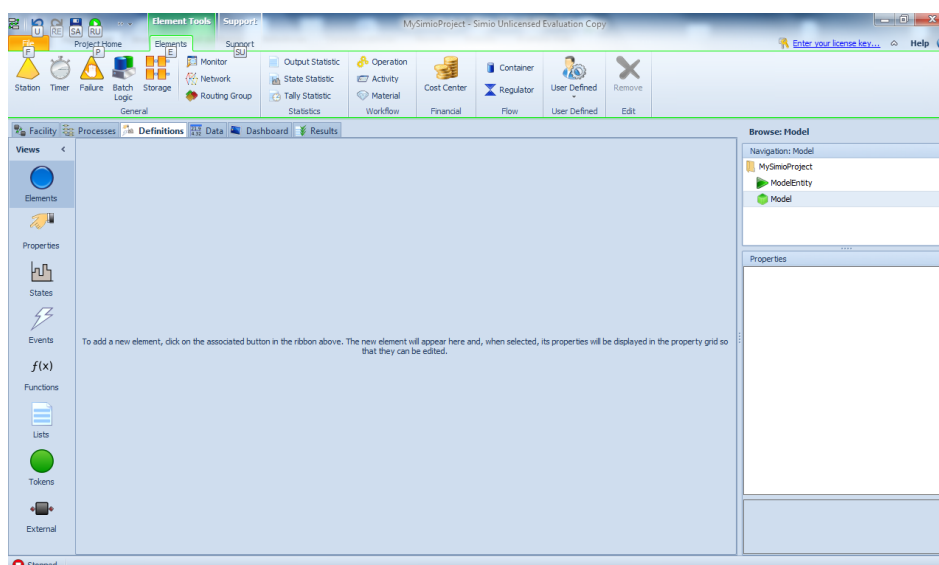 Element Tools Support MySimioProject - Simio Unlicensed Evaluation Copy
U RE SA RU
Project Home Elements Support Enter your license key... Help
F P E SU
Station Timer Failure Batch Logic Storage
Monitor
Network
Routing Group
General
Output Statistic
State Statistic
Tally Statistic
Statistics
Operation
Activity
Material
Workflow
Cost Center
Financial
Container
Regulator
Flow
User Defined
User Defined
Remove
Edit
Facility Processes Definitions Data Dashboard Results
Views <
Elements
Properties
States
Events
f(x)
Functions
Lists
Tokens
External
To add a new element, click on the associated button in the ribbon above. The new element will appear here and, when selected, its properties will be displayed in the property grid so
that they can be edited.
Browse: Model
Navigation: Model
MySimioProject
ModelEntity
Model
Properties
Stopped